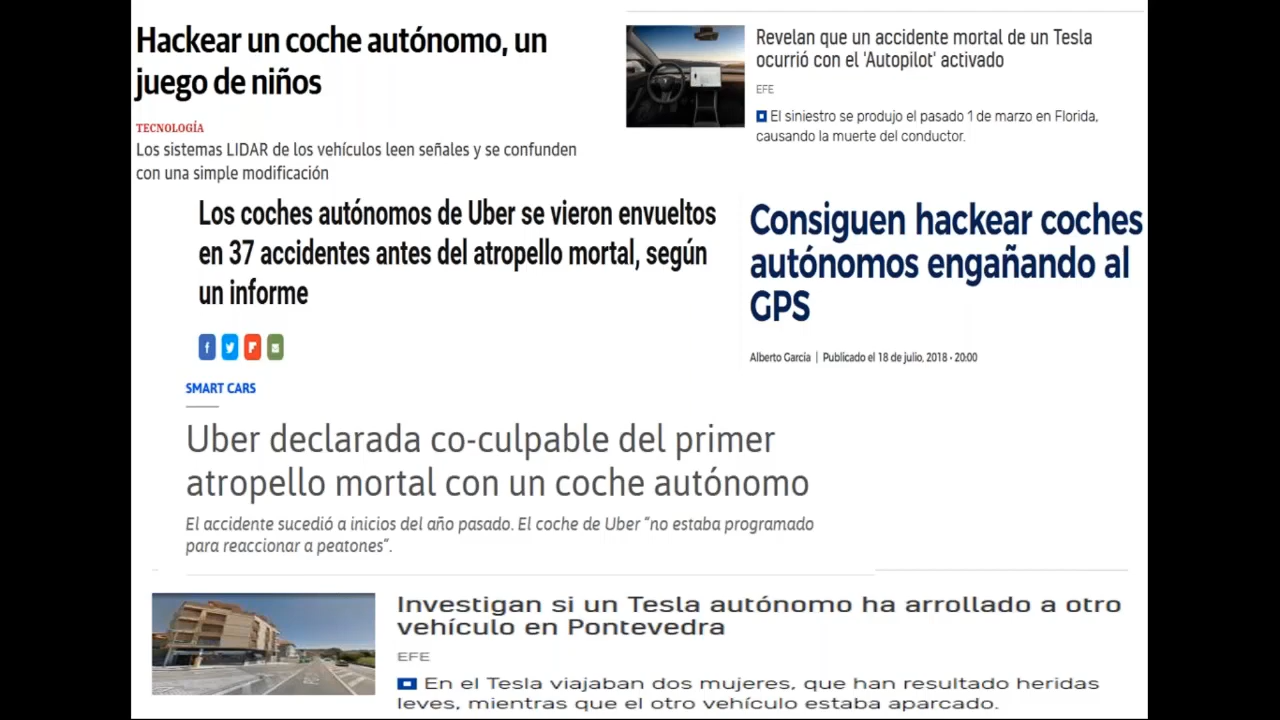 Hackear un coche autónomo, un
juego de niños
TECNOLOGÍA
Los sistemas LIDAR de los vehículos leen señales y se confunden
con una simple modificación
Revelan que un accidente mortal de un Tesla
ocurrió con el 'Autopilot' activado
EFE
El siniestro se produjo el pasado 1 de marzo en Florida,
causando la muerte del conductor.
Los coches autónomos de Uber se vieron envueltos
en 37 accidentes antes del atropello mortal, según
un informe
Consiguen hackear coches
autónomos engañando al
GPS
Alberto García | Publicado el 18 de julio, 2018 • 20:00
SMART CARS
Uber declarada co-culpable del primer
atropello mortal con un coche autónomo
El accidente sucedió a inicios del año pasado. El coche de Uber “no estaba programado
para reaccionar a peatones”.
Investigan si un Tesla autónomo ha arrollado a otro
vehículo en Pontevedra
EFE
En el Tesla viajaban dos mujeres, que han resultado heridas
leves, mientras que el otro vehículo estaba aparcado.